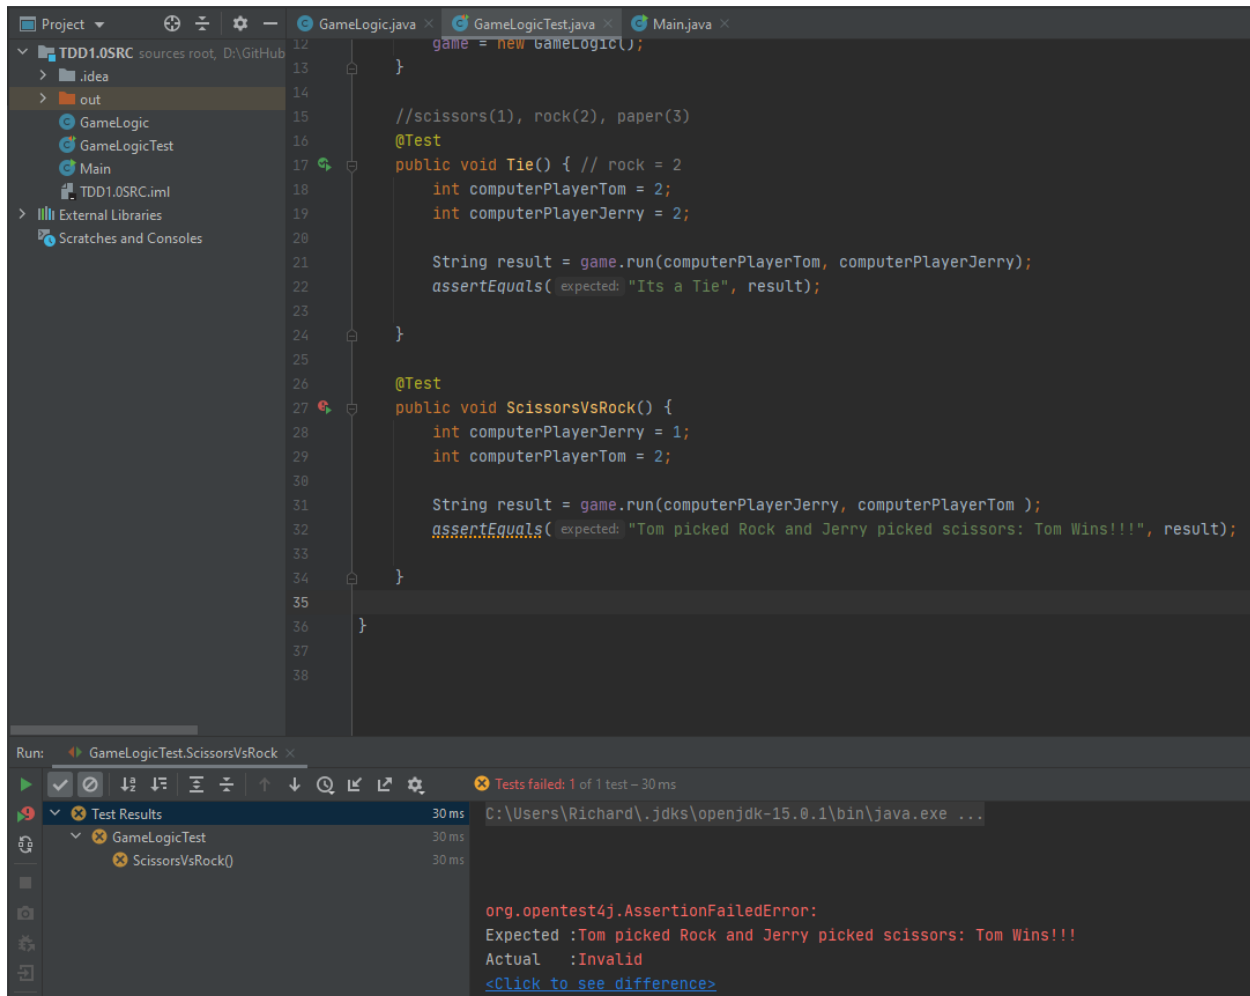 Project
GameLogic.java
GameLogicTest.java
Main.java
TDD1.0SRC sources root, D:\GitHub
.idea
out
GameLogic
GameLogicTest
Main
TDD1.0SRC.iml
External Libraries
Scratches and Consoles
12 game = new GameLogic();
13 }
14
15 //scissors(1), rock(2), paper(3)
16 @Test
17 public void Tie() { // rock = 2
18 int computerPlayerTom = 2;
19 int computerPlayerJerry = 2;
20
21 String result = game.run(computerPlayerTom, computerPlayerJerry);
22 assertEquals( expected: "Its a Tie", result);
23
24 }
25
26 @Test
27 public void ScissorsVsRock() {
28 int computerPlayerJerry = 1;
29 int computerPlayerTom = 2;
30
31 String result = game.run(computerPlayerJerry, computerPlayerTom );
32 assertEquals( expected: "Tom picked Rock and Jerry picked scissors: Tom Wins!!!", result);
33
34 }
35
36 }
37
38
Run: GameLogicTest.ScissorsVsRock
Tests failed: 1 of 1 test – 30 ms
Test Results 30 ms
GameLogicTest 30 ms
ScissorsVsRock() 30 ms
C:\Users\Richard\.jdks\openjdk-15.0.1\bin\java.exe ...
org.opentest4j.AssertionFailedError:
Expected :Tom picked Rock and Jerry picked scissors: Tom Wins!!!
Actual :Invalid
<Click to see difference>